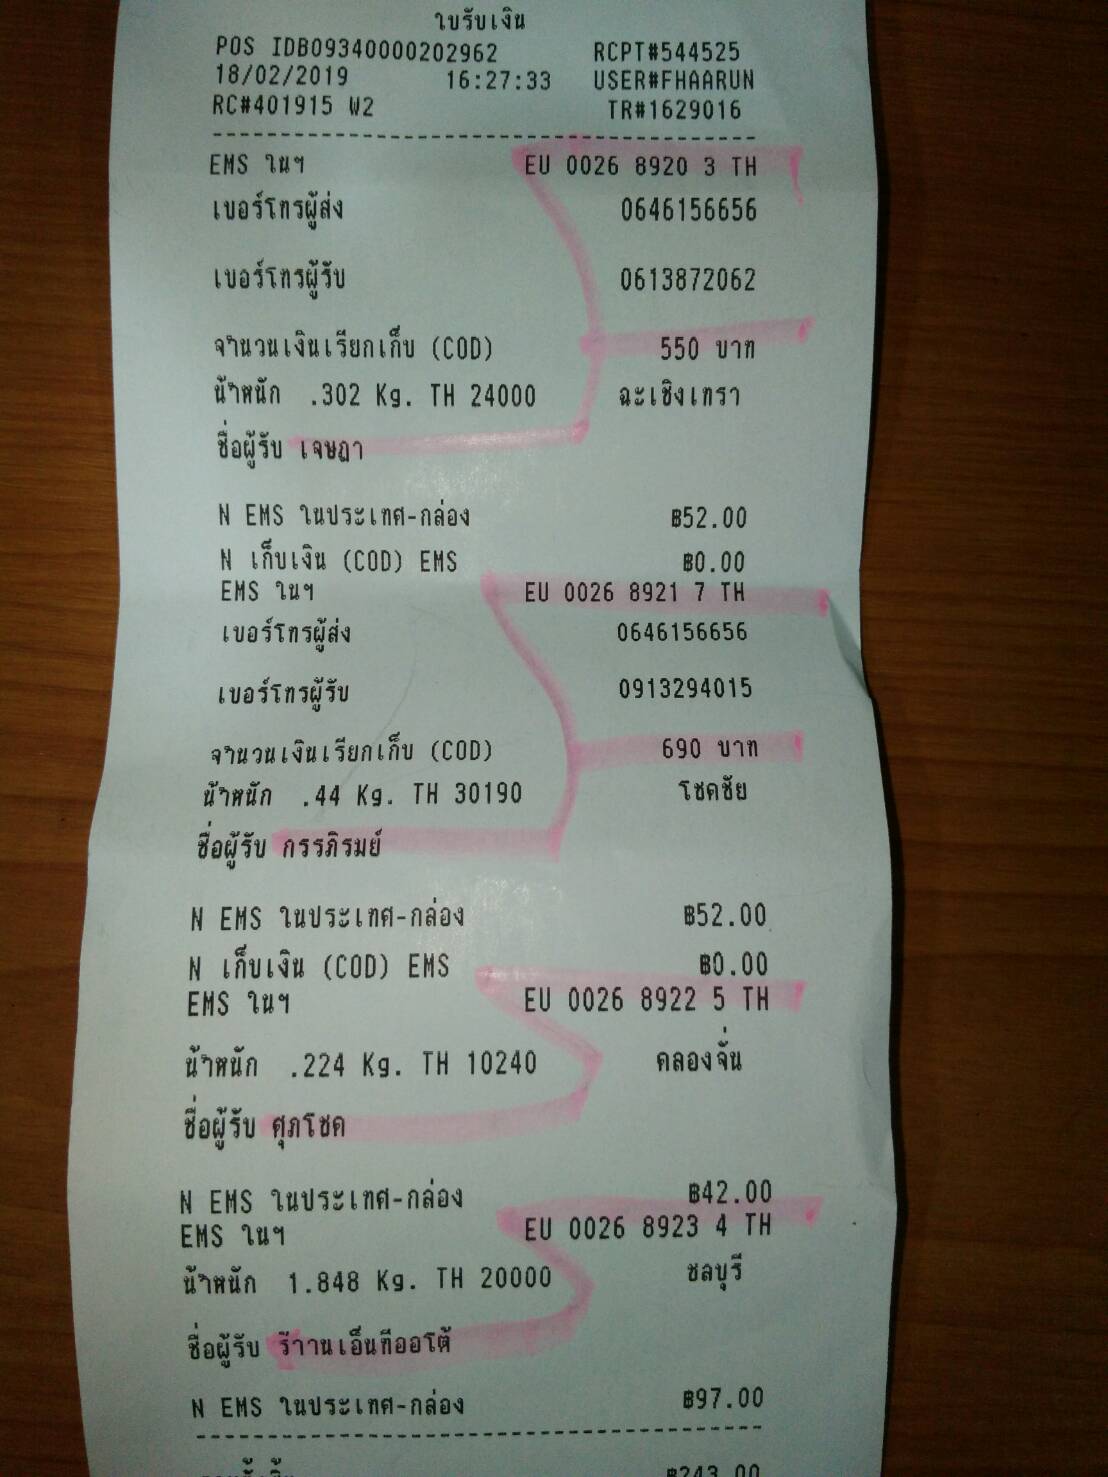 ใบรับเงิน
POS IDB09340000202962 RCPT#544525
18/02/2019 16:27:33 USER#FHAARUN
RC#401915 W2 TR#1629016
EMS ในฯ EU 0026 8920 3 TH
เบอร์โทรผู้ส่ง 0646156656
เบอร์โทรผู้รับ 0613872062
จำนวนเงินเรียกเก็บ (COD) 550 บาท
น้ำหนัก .302 Kg. TH 24000 ฉะเชิงเทรา
ชื่อผู้รับ เจษฎา
N EMS ในประเทศ-กล่อง ฿52.00
N เก็บเงิน (COD) EMS ฿0.00
EMS ในฯ EU 0026 8921 7 TH
เบอร์โทรผู้ส่ง 0646156656
เบอร์โทรผู้รับ 0913294015
จำนวนเงินเรียกเก็บ (COD) 690 บาท
น้ำหนัก .44 Kg. TH 30190 โชคชัย
ชื่อผู้รับ กรรภิรมย์
N EMS ในประเทศ-กล่อง ฿52.00
N เก็บเงิน (COD) EMS ฿0.00
EMS ในฯ EU 0026 8922 5 TH
น้ำหนัก .224 Kg. TH 10240 คลองจั่น
ชื่อผู้รับ ศุภโชค
N EMS ในประเทศ-กล่อง ฿42.00
EMS ในฯ EU 0026 8923 4 TH
น้ำหนัก 1.848 Kg. TH 20000 ชลบุรี
ชื่อผู้รับ ร้าานเอ็นทีออโต้
N EMS ในประเทศ-กล่อง ฿97.00
฿243.00